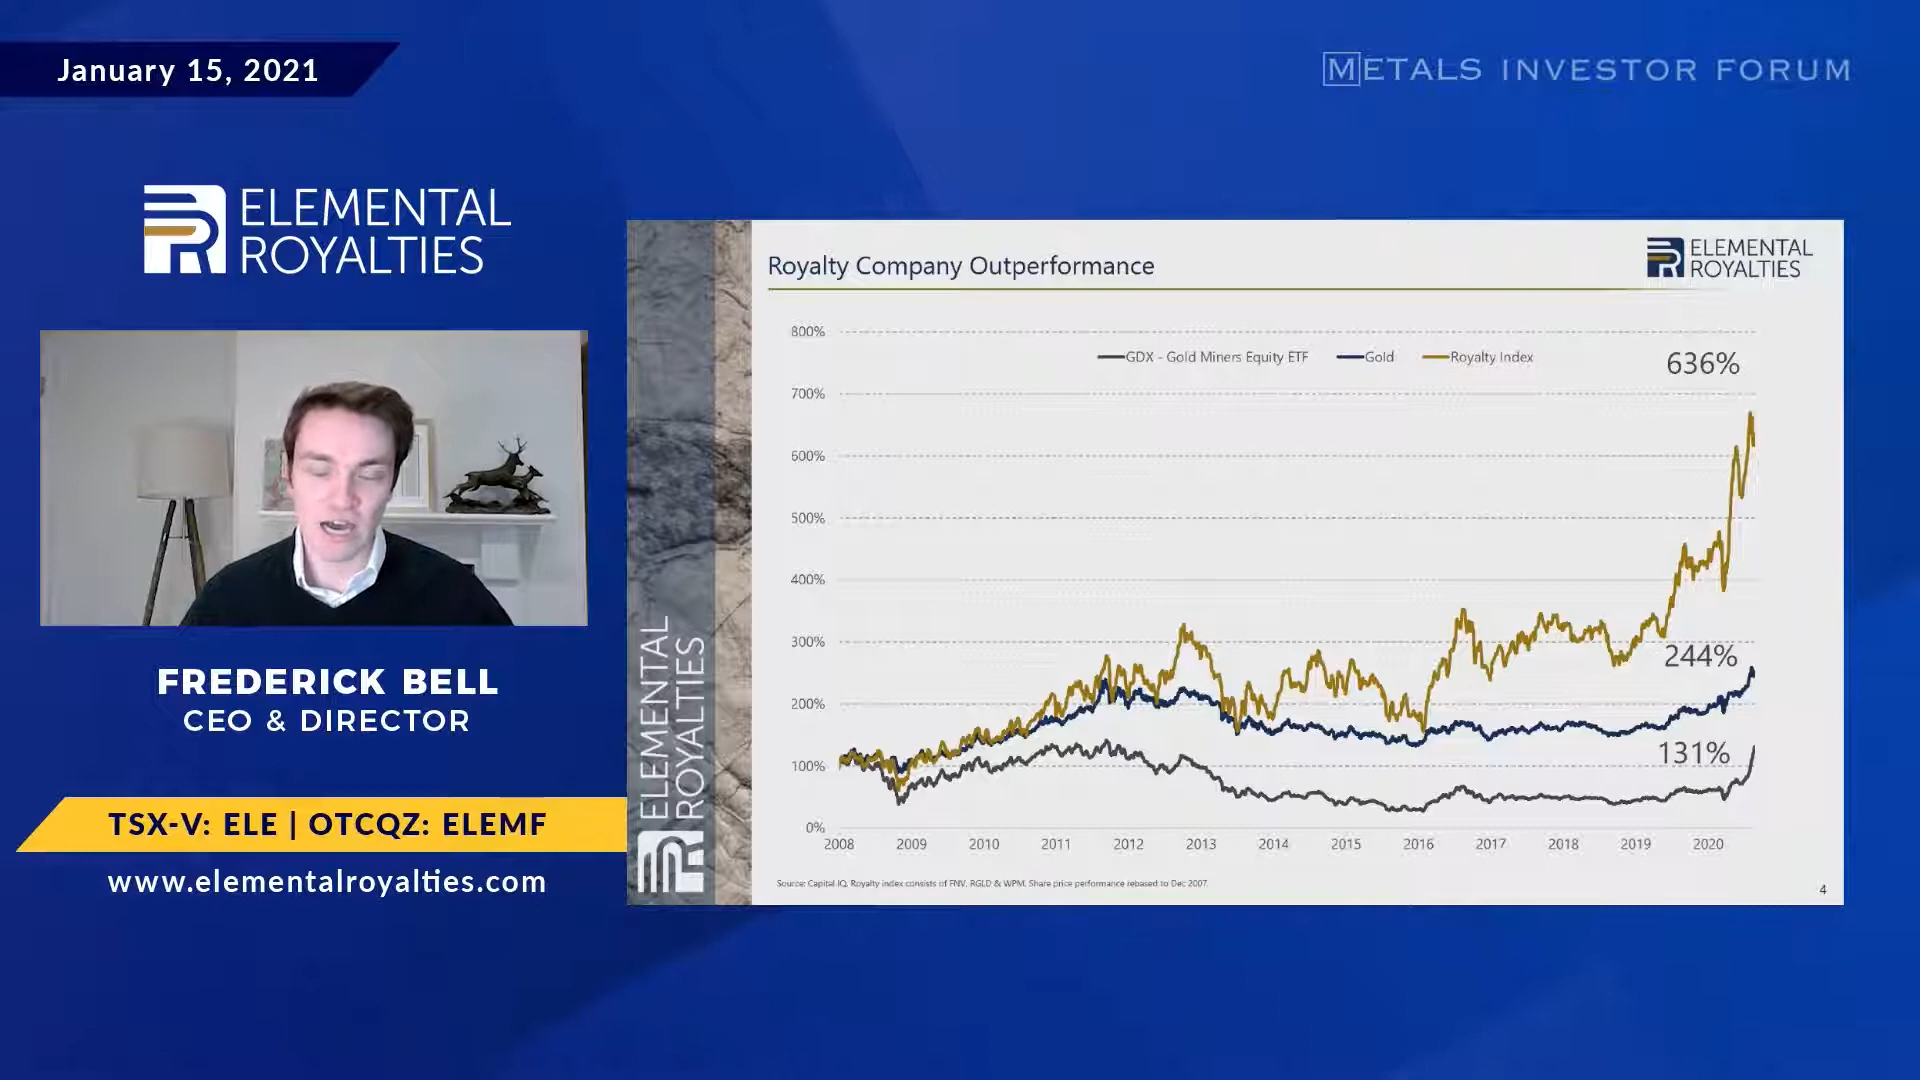 January 15, 2021
METALS INVESTOR FORUM
ELEMENTAL
ROYALTIES
FREDERICK BELL
CEO & DIRECTOR
TSX-V: ELE | OTCQZ: ELEMF
www.elementalroyalties.com
ELEMENTAL
ROYALTIES
Royalty Company Outperformance
ELEMENTAL
ROYALTIES
GDX - Gold Miners Equity ETF
Gold
Royalty Index
800%
700%
600%
500%
400%
300%
200%
100%
0%
636%
244%
131%
2008 2009 2010 2011 2012 2013 2014 2015 2016 2017 2018 2019 2020
Source: Capital IQ. Royalty index consists of FNV, RGLD & WPM. Share price performance rebased to Dec 2007.
4